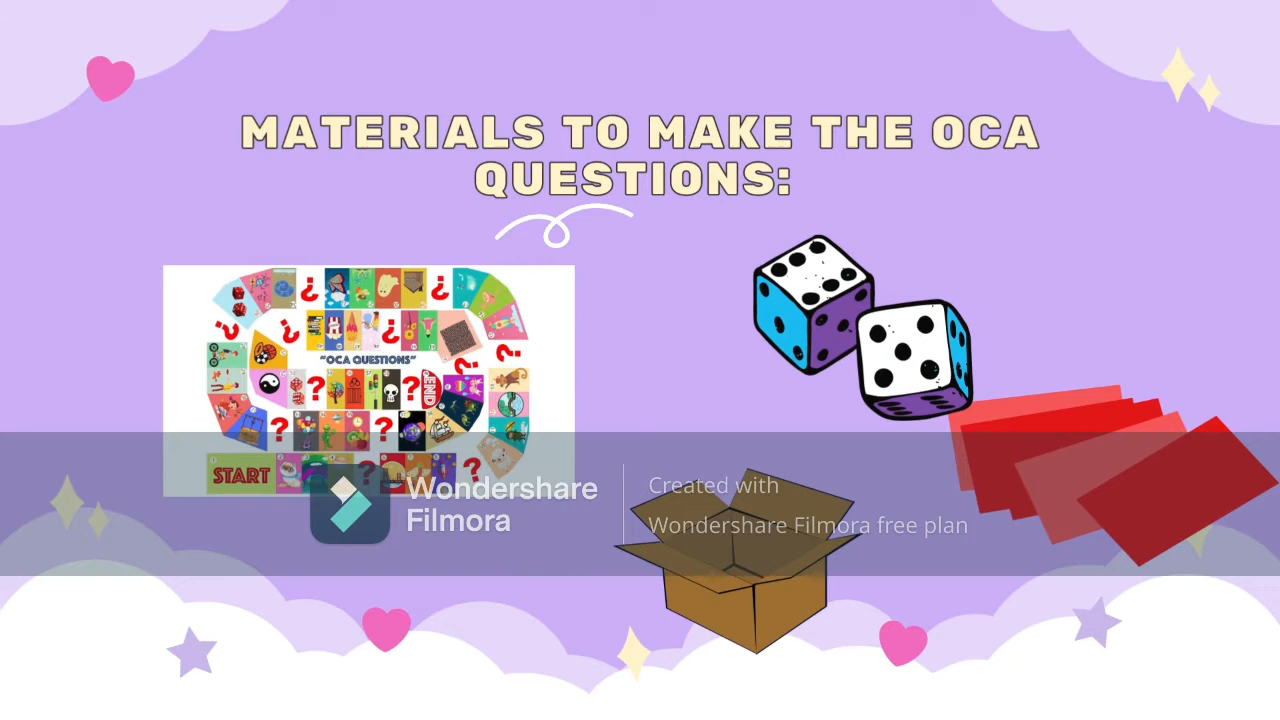 MATERIALS TO MAKE THE OCA
QUESTIONS:
"OCA QUESTIONS"
END
START
Wondershare
Filmora
Created with
Wondershare Filmora free plan